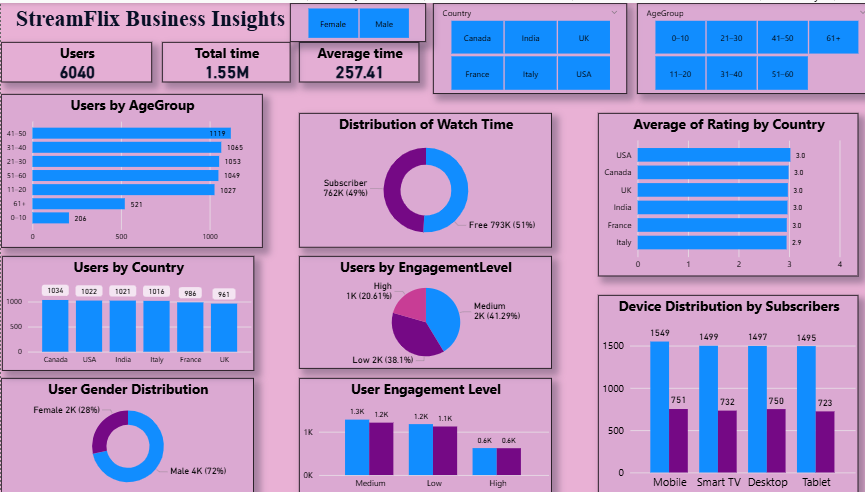 StreamFlix Business Insights
Female
Male
Country
Canada
India
UK
France
Italy
USA
AgeGroup
0-10
21-30
41-50
61+
11-20
31-40
51-60
Users
6040
Total time
1.55M
Average time
257.41
Users by AgeGroup
41-50
1119
31-40
1065
21-30
1053
51-60
1049
11-20
1027
61+
521
0-10
206
0
500
1000
Distribution of Watch Time
Subscriber
762K (49%)
Free 793K (51%)
Average of Rating by Country
USA
3.0
Canada
3.0
UK
3.0
India
3.0
France
3.0
Italy
2.9
0
1
2
3
4
Users by Country
1034
1022
1021
1016
986
961
1000
500
0
Canada
USA
India
Italy
France
UK
Users by EngagementLevel
High
1K (20.61%)
Medium
2K (41.29%)
Low 2K (38.1%)
Device Distribution by Subscribers
1549
1499
1497
1495
1500
1000
751
732
750
723
500
0
Mobile
Smart TV
Desktop
Tablet
User Gender Distribution
Female 2K (28%)
Male 4K (72%)
User Engagement Level
1.3K
1.2K
1.2K
1.1K
0.6K
0.6K
1K
0K
Medium
Low
High